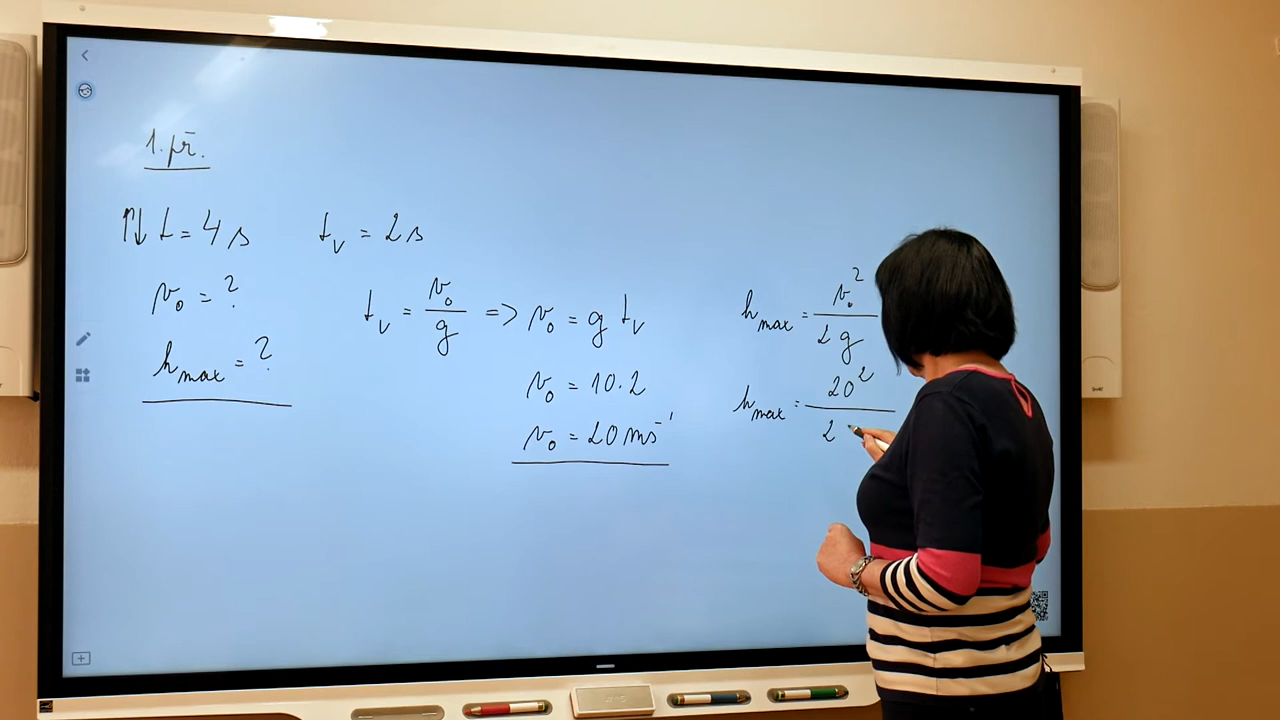 1. př.
↑↓ t = 4 s
t_v = 2 s
v₀ = ?
h_max = ?
t_v = v₀/g => v₀ = g t_v
v₀ = 10.2
v₀ = 20 ms⁻¹
h_max = v₀²/2g
h_max = 20²/2